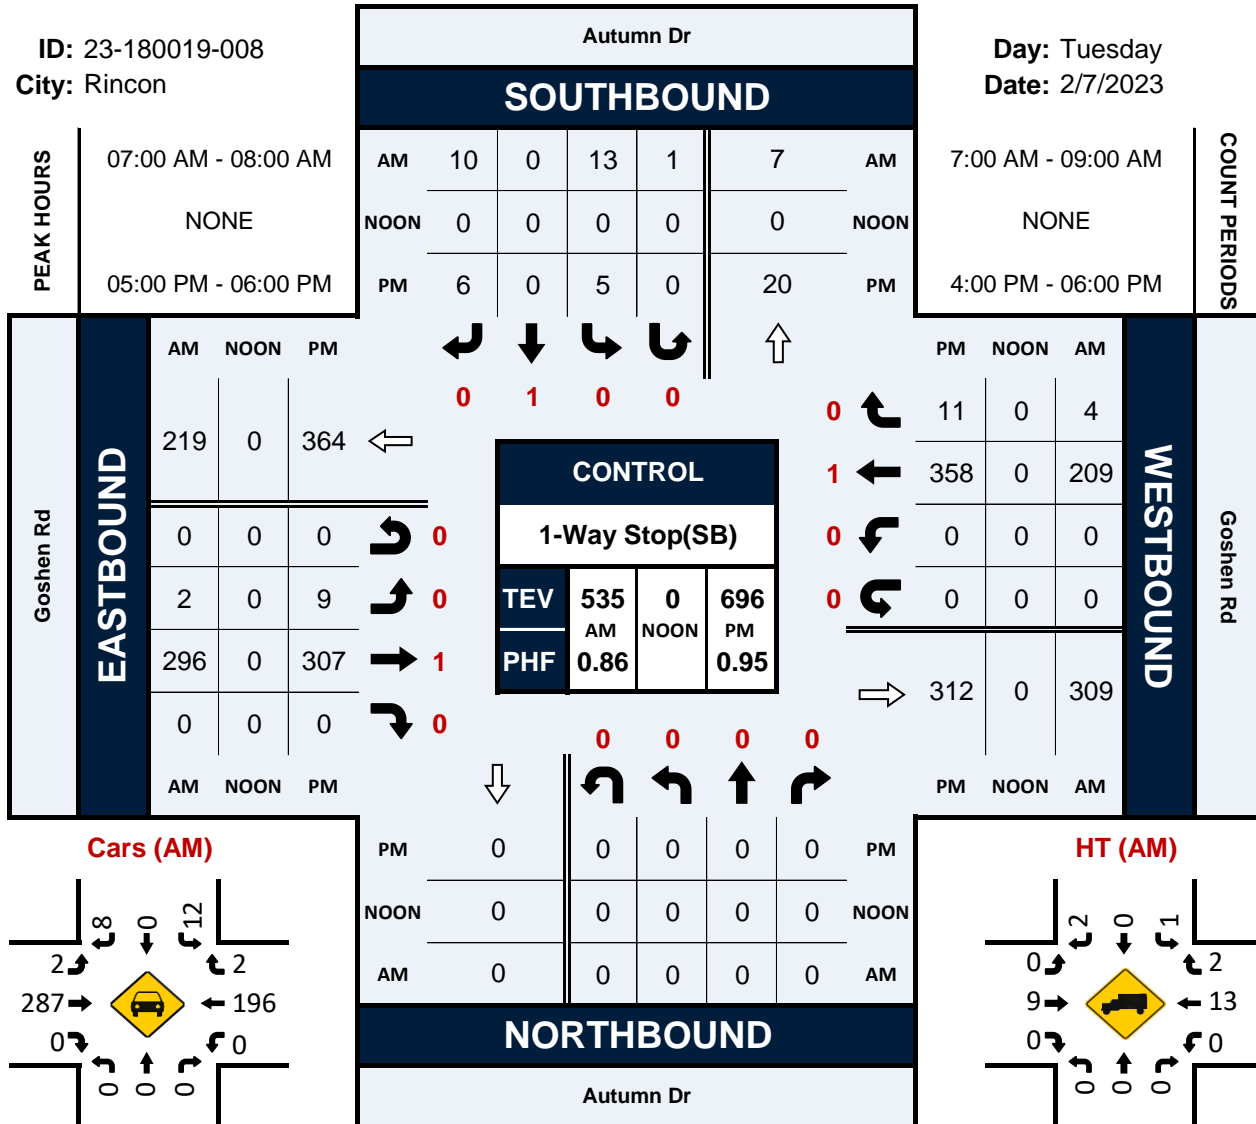 Autumn Dr
ID: 23-180019-008
City: Rincon
Day: Tuesday
Date: 2/7/2023
SOUTHBOUND
PEAK HOURS
07:00 AM - 08:00 AM
NONE
05:00 PM - 06:00 PM
AM 10 0 13 1 7 AM
NOON 0 0 0 0 0 NOON
PM 6 0 5 0 20 PM
7:00 AM - 09:00 AM
NONE
4:00 PM - 06:00 PM
COUNT PERIODS
0 1 0 0
Goshen Rd
EASTBOUND
AM NOON PM
219 0 364
0 0 0 0
2 0 9 0
296 0 307 1
0 0 0 0
AM NOON PM
CONTROL
1-Way Stop(SB)
TEV 535 0 696
AM NOON PM
PHF 0.86 0.95
PM NOON AM
0 11 0 4
1 358 0 209
0 0 0 0
0 0 0 0
312 0 309
PM NOON AM
WESTBOUND
Goshen Rd
0 0 0 0
PM 0 0 0 0 0 PM
NOON 0 0 0 0 0 NOON
AM 0 0 0 0 0 AM
NORTHBOUND
Autumn Dr
Cars (AM)
8 0 12
2 2
287 196
0 0
0 0 0
HT (AM)
2 0 1
0 2
9 13
0 0
0 0 0